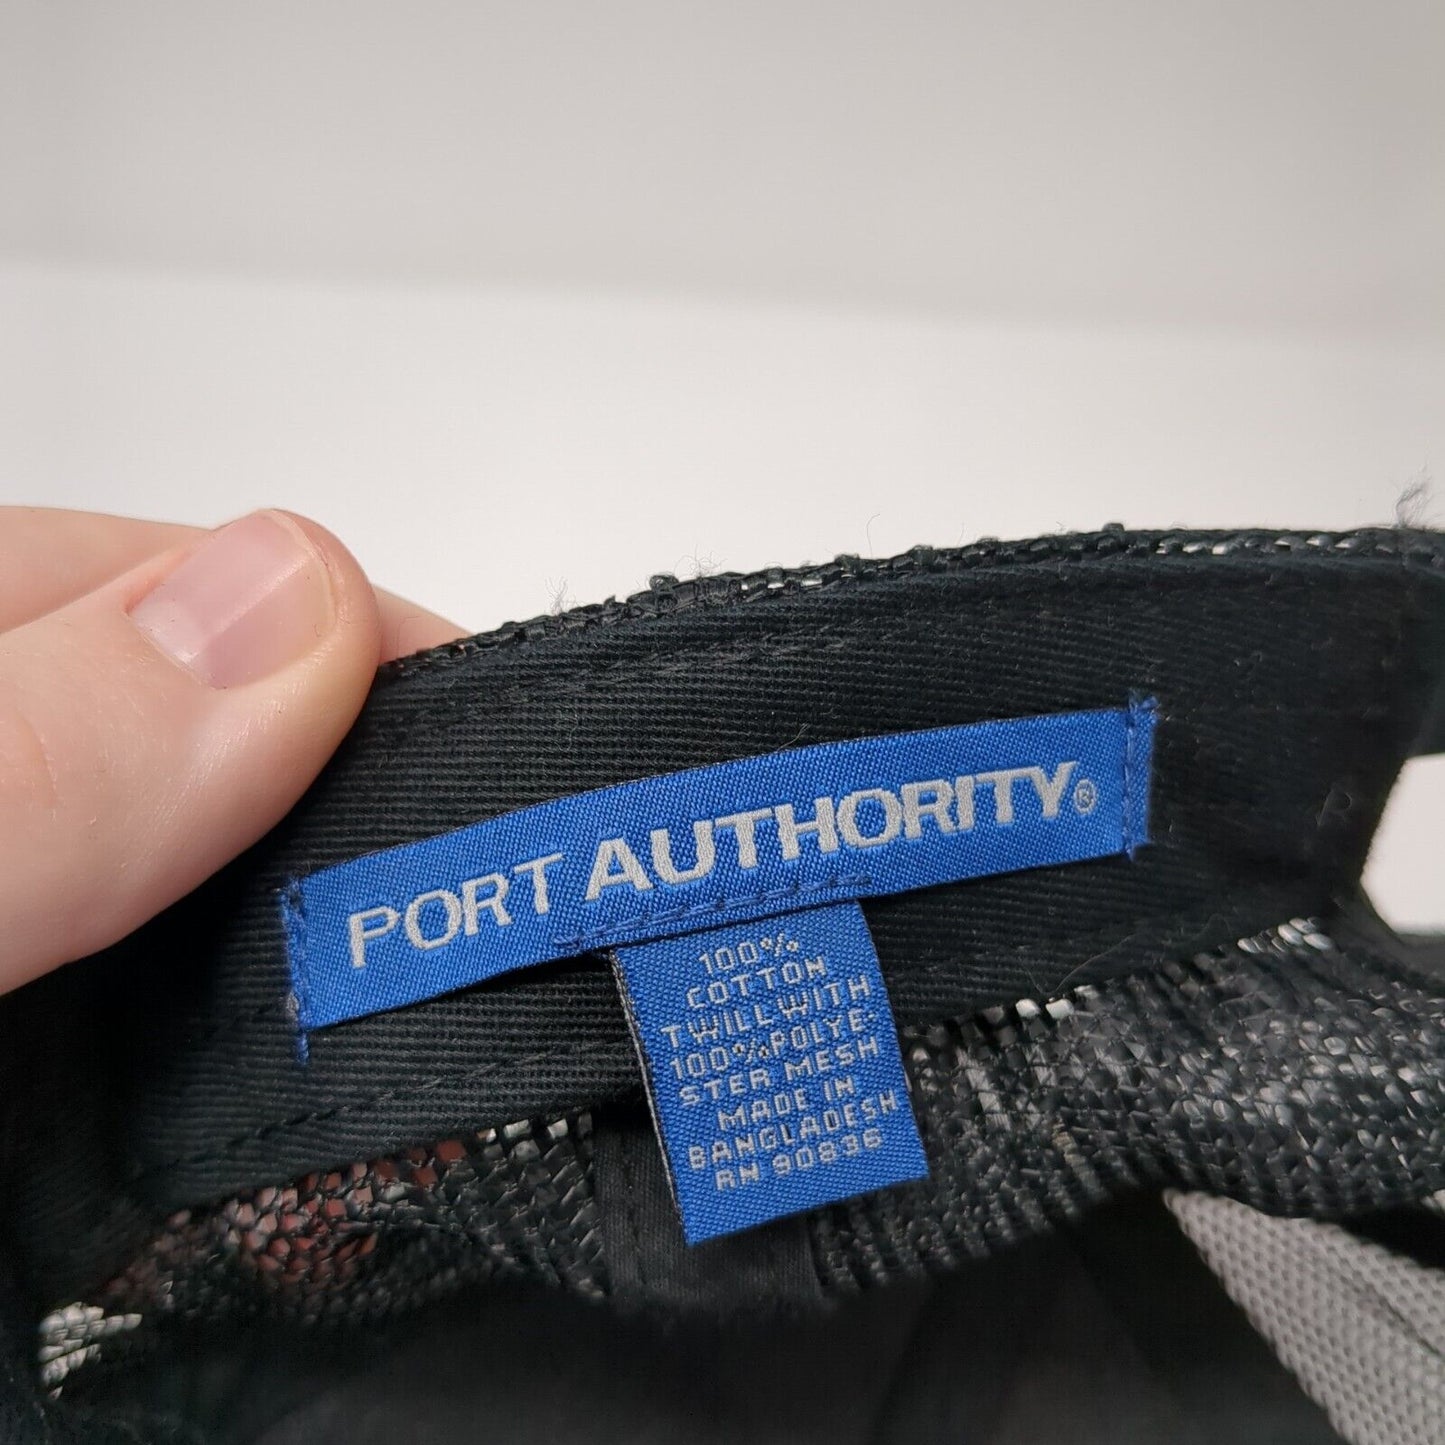 PORT AUTHORITY®
100%
COTTON
TWILL WITH
100% POLYE-
STER MESH
MADE IN
BANGLADESH
RN 90836